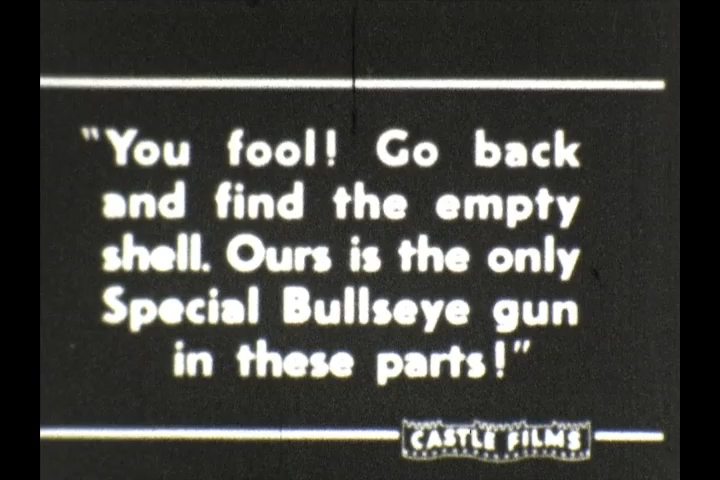 "You fool! Go back
and find the empty
shell. Ours is the only
Special Bullseye gun
in these parts!"
CASTLE FILMS